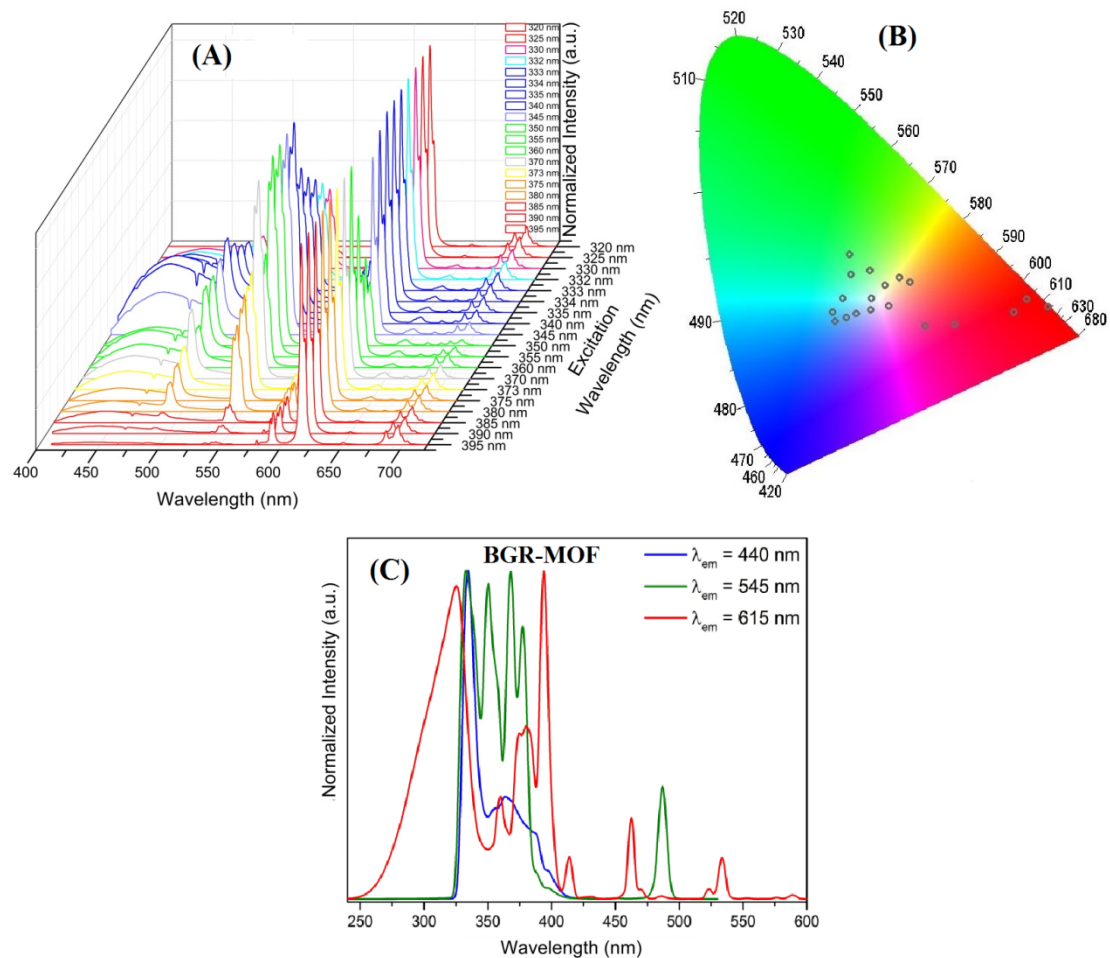 (A)
320 nm
325 nm
330 nm
332 nm
333 nm
334 nm
335 nm
340 nm
345 nm
350 nm
355 nm
360 nm
370 nm
373 nm
375 nm
380 nm
385 nm
390 nm
395 nm
Normalized Intensity (a.u.)
320 nm
325 nm
330 nm
332 nm
333 nm
334 nm
335 nm
340 nm
345 nm
350 nm
355 nm
360 nm
370 nm
373 nm
375 nm
380 nm
385 nm
390 nm
395 nm
Excitation
Wavelength (nm)
400 450 500 550 600 650 700
Wavelength (nm)
(B)
520
530
540
510
550
560
570
580
590
600
610
630
680
490
480
470
460
420
(C)
BGR-MOF
λem = 440 nm
λem = 545 nm
λem = 615 nm
Normalized Intensity (a.u.)
250 300 350 400 450 500 550 600
Wavelength (nm)